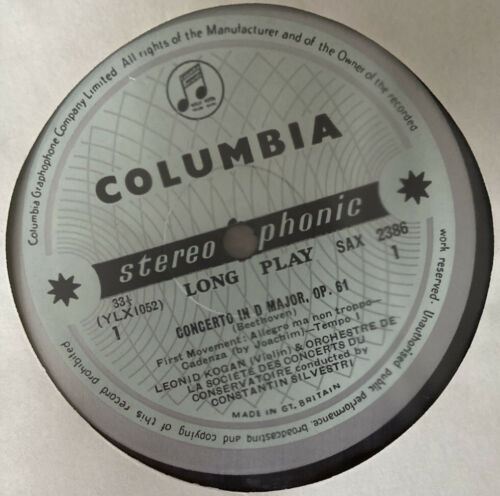 Columbia Graphophone Company Limited All rights of the Manufacturer and of the Owner of the recorded
work reserved. Unauthorised public performance, broadcasting and copying of this record prohibited
COLUMBIA
stereo phonic
LONG PLAY
SAX 2386
33⅓
(YLX1052)
1
1
CONCERTO IN D MAJOR, OP. 61
(Beethoven)
First Movement: Allegro ma non troppo—
Cadenza (by Joachim)—Tempo I
LEONID KOGAN (Violin) & ORCHESTRE DE
LA SOCIÉTÉ DES CONCERTS DU
CONSERVATOIRE conducted by
CONSTANTIN SILVESTRI
MADE IN GT. BRITAIN